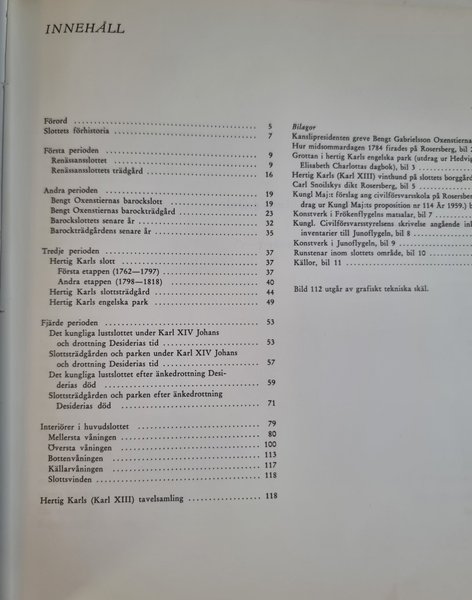 INNEHÅLL
Förord 5
Slottets förhistoria 7
Första perioden 9
Renässansslottet 9
Renässansslottets trädgård 16
Andra perioden 19
Bengt Oxenstiernas barockslott 19
Bengt Oxenstiernas barockträdgård 23
Barockslottets senare år 32
Barockträdgårdens senare år 35
Tredje perioden 37
Hertig Karls slott 37
Första etappen (1762—1797) 37
Andra etappen (1798—1818) 40
Hertig Karls slottsträdgård 44
Hertig Karls engelska park 49
Fjärde perioden 53
Det kungliga lustslottet under Karl XIV Johans
och drottning Desiderias tid 53
Slottsträdgården och parken under Karl XIV Johans
och drottning Desiderias tid 57
Det kungliga lustslottet efter änkedrottning Desi-
derias död 59
Slottsträdgården och parken efter änkedrottning
Desiderias död 71
Interiörer i huvudslottet 79
Mellersta våningen 80
Översta våningen 100
Bottenvåningen 113
Källarvåningen 117
Slottsvinden 118
Hertig Karls (Karl XIII) tavelsamling 118
Bilagor
Kanslipresidenten greve Bengt Gabrielsson Oxenstiernas
Hur midsommardagen 1784 firades på Rosersberg, bil 2
Grottan i hertig Karls engelska park (utdrag ur Hedvig
Elisabeth Charlottas dagbok), bil 3
Hertig Karls (Karl XIII) vinthund på slottets borggård
Carl Snoilskys dikt Rosersberg, bil 5
Kungl Maj:t förslag ang civilförsvarsskola på Rosersberg
drag ur Kungl Maj:ts proposition nr 114 År 1959.)
Konstverk i Frökenflygelns matsalar, bil 7
Kungl. Civilförsvarsstyrelsens skrivelse angående
inventarier till Junoflygeln, bil 8
Konstverk i Junoflygeln, bil 9
Runstenar inom slottets område, bil 10
Källor, bil 11
Bild 112 utgår av grafiskt tekniska skäl.